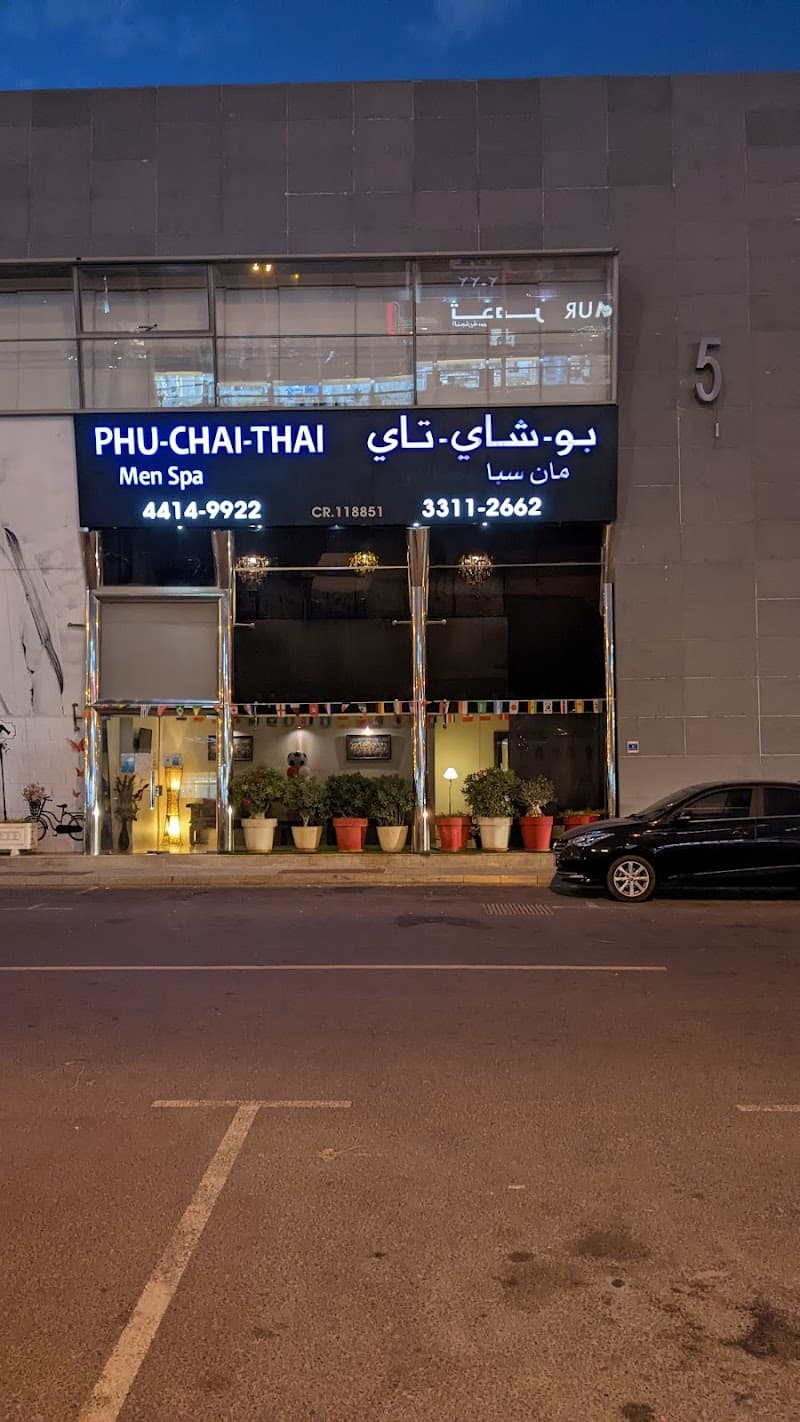 PHU-CHAI-THAI
بو-شاي-تاي
Men Spa
مان سبا
4414-9922
CR.118851
3311-2662
5